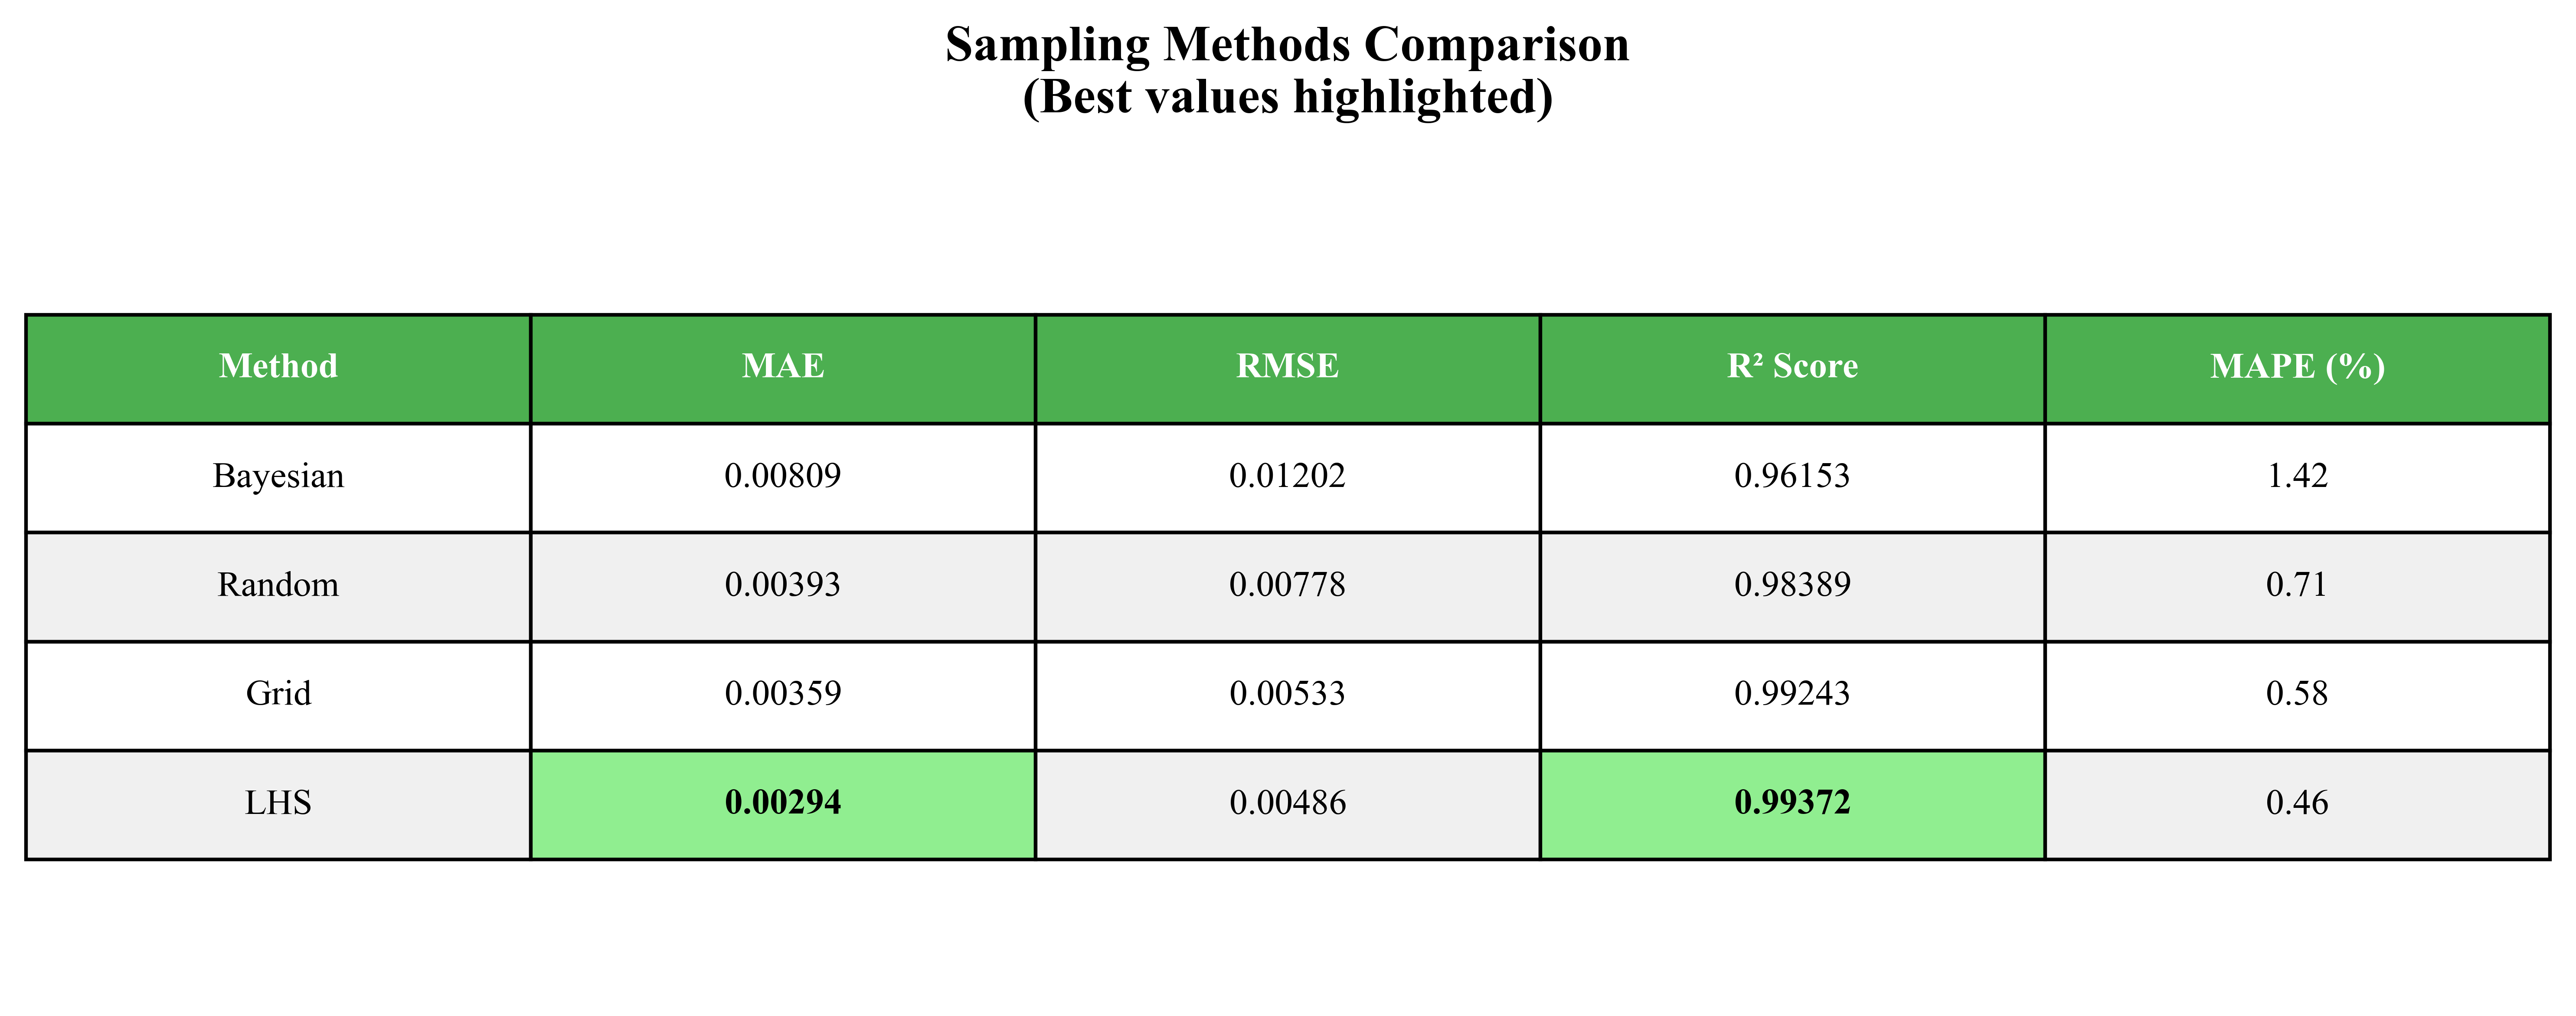 Sampling Methods Comparison
(Best values highlighted)
Method MAE RMSE R² Score MAPE (%)
Bayesian 0.00809 0.01202 0.96153 1.42
Random 0.00393 0.00778 0.98389 0.71
Grid 0.00359 0.00533 0.99243 0.58
LHS 0.00294 0.00486 0.99372 0.46